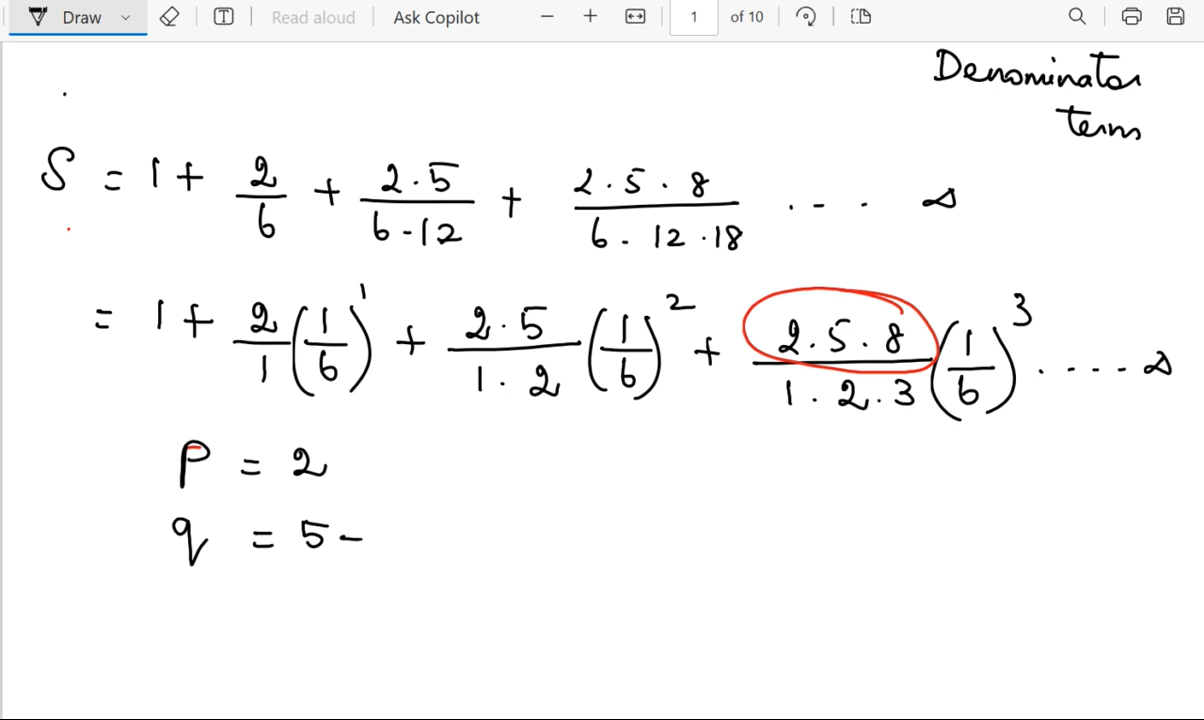 Draw Read aloud Ask Copilot 1 of 10
Denominator
term
S = 1 + 2/6 + 2·5/6-12 + 2·5·8/6·12·18 ..... ∞
= 1 + 2/1 (1/6)^1 + 2·5/1·2 (1/6)^2 + 2·5·8/1·2·3 (1/6)^3 ..... ∞
P = 2
q = 5 -